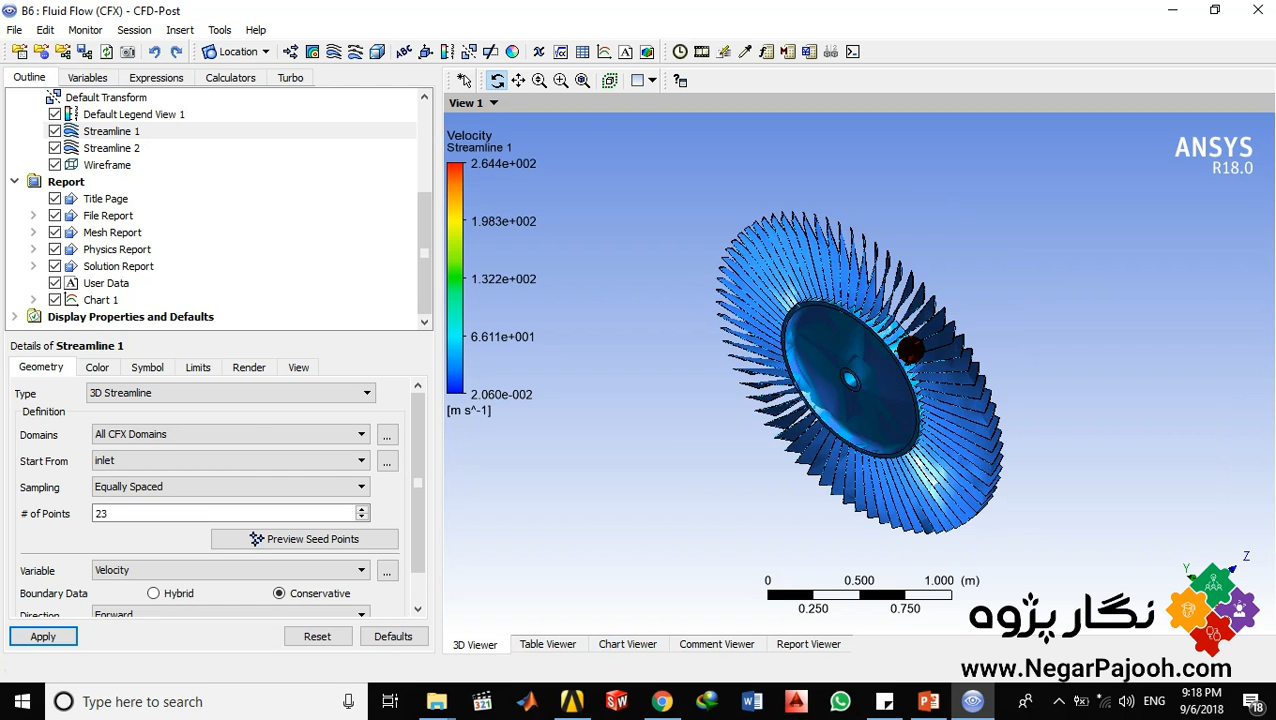 B6 : Fluid Flow (CFX) - CFD-Post
File Edit Monitor Session Insert Tools Help
Location
Outline Variables Expressions Calculators Turbo
Default Transform
Default Legend View 1
Streamline 1
Streamline 2
Wireframe
Report
Title Page
File Report
Mesh Report
Physics Report
Solution Report
User Data
Chart 1
Display Properties and Defaults
Details of Streamline 1
Geometry Color Symbol Limits Render View
Type 3D Streamline
Definition
Domains All CFX Domains ...
Start From inlet ...
Sampling Equally Spaced
# of Points 23
Preview Seed Points
Variable Velocity ...
Boundary Data Hybrid Conservative
Direction Forward
Apply Reset Defaults
View 1
Velocity
Streamline 1
2.644e+002
1.983e+002
1.322e+002
6.611e+001
2.060e-002
[m s^-1]
ANSYS
R18.0
0 0.500 1.000 (m)
0.250 0.750
Y Z
نگار پژوه
www.NegarPajooh.com
3D Viewer Table Viewer Chart Viewer Comment Viewer Report Viewer
Type here to search
321
ENG
9:18 PM
9/6/2018
18